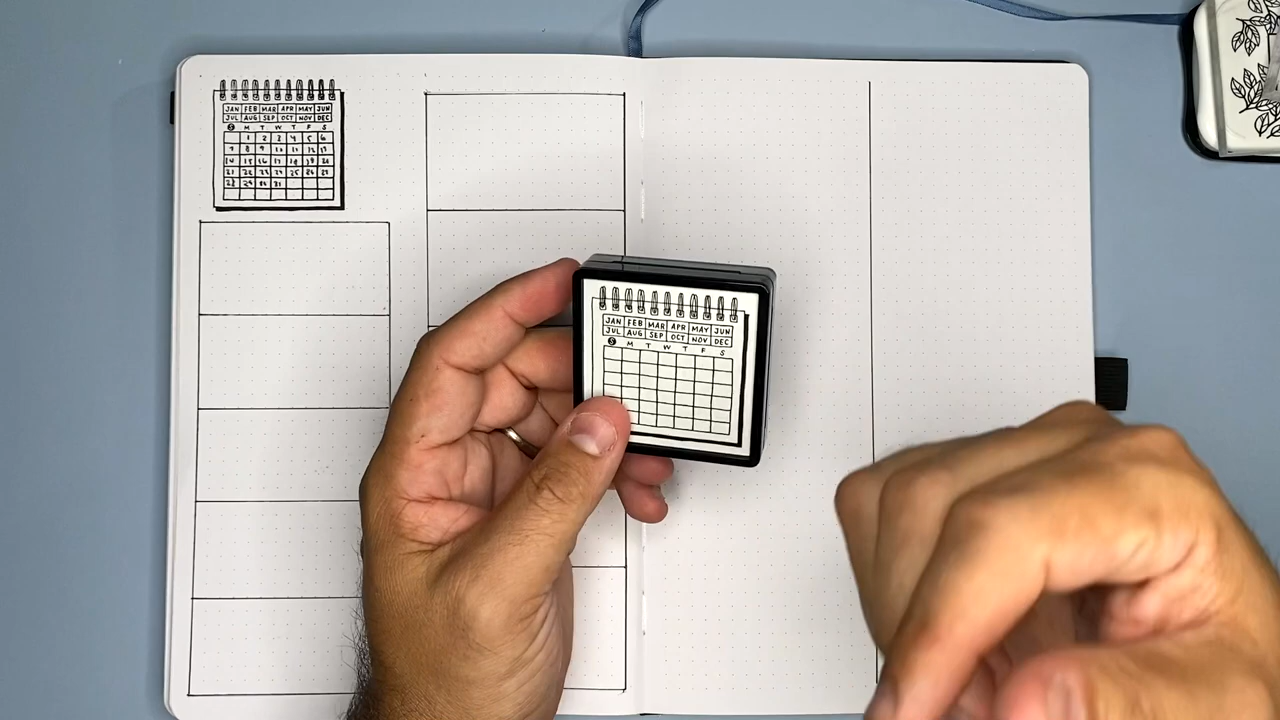 JAN FEB MAR APR MAY JUN
JUL AUG SEP OCT NOV DEC
S M T W T F S
1 2 3 4 5 6
7 8 9 10 11 12 13
14 15 16 17 18 19 20
21 22 23 24 25 26 27
28 29 30 31
JAN FEB MAR APR MAY JUN
JUL AUG SEP OCT NOV DEC
S M T W T F S